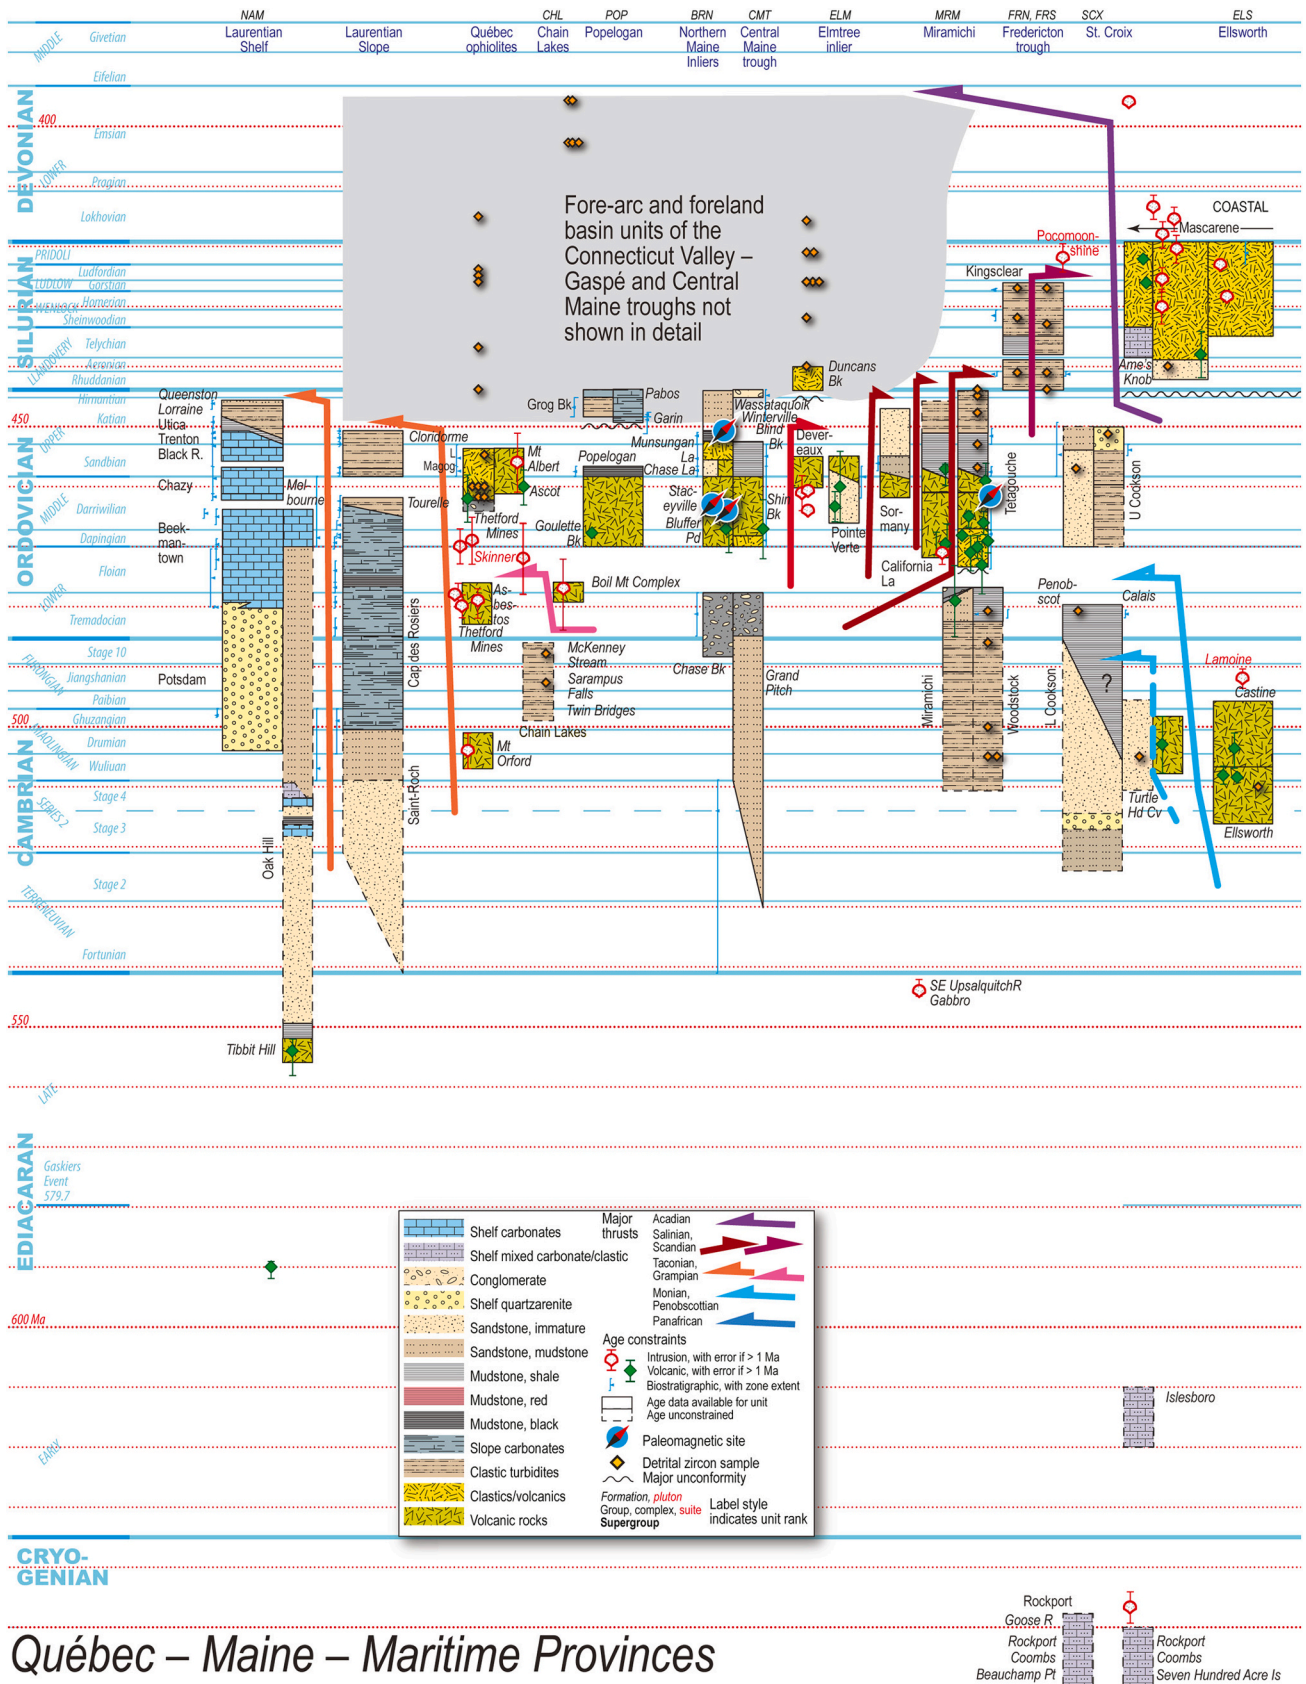 NAM
CHL
POP
BRN
CMT
ELM
MRM
FRN, FRS
SCX
ELS
Laurentian
Shelf
Laurentian
Slope
Québec
ophiolites
Chain
Lakes
Popelogan
Northern
Maine
Inliers
Central
Maine
trough
Elmtree
inlier
Miramichi
Fredericton
trough
St. Croix
Ellsworth
DEVONIAN
MIDDLE
Givetian
Eifelian
400
Emsian
LOWER
Pragian
Lokhovian
SILURIAN
PRIDOLI
Ludfordian
LUDLOW
Gorstian
Homerian
WENLOCK
Sheinwoodian
Telychian
LLANDOVERY
Aeronian
Rhuddanian
ORDOVICIAN
Hirnantian
450
Katian
UPPER
Sandbian
MIDDLE
Darriwilian
Dapingian
Floian
LOWER
Tremadocian
CAMBRIAN
Stage 10
FURONGIAN
Jiangshanian
Paibian
500
Ghuzangian
MIAOLINGIAN
Drumian
Wuliuan
Stage 4
SERIES 2
Stage 3
Stage 2
TERRENEUVIAN
Fortunian
550
LATE
EDIACARAN
Gaskiers
Event
579.7
600 Ma
EARLY
CRYO-
GENIAN
Fore-arc and foreland
basin units of the
Connecticut Valley –
Gaspé and Central
Maine troughs not
shown in detail
Queenston
Lorraine
Utica
Trenton
Black R.
Chazy
Beek-
man-
town
Mel-
bourne
Potsdam
Oak Hill
Tibbit Hill
Cloridorme
Tourelle
Cap des Rosiers
Saint-Roch
L
Magog
Mt
Albert
Ascot
Thetford
Mines
Skinner
As-
bes-
tos
Thetford
Mines
Mt
Orford
Grog Bk
Pabos
Garin
Popelogan
Goulette
Bk
Boil Mt Complex
McKenney
Stream
Sarampus
Falls
Twin Bridges
Chain Lakes
Wassataquoik
Winterville
Blind
Bk
Munsungan
La
Chase La
Stac-
eyville
Bluffer
Pd
Shin
Bk
Chase Bk
Grand
Pitch
Duncans
Bk
Dever-
eaux
Pointe
Verte
Sor-
many
California
La
Tetagouche
Miramichi
Woodstock
Kingsclear
Pocomoon-
shine
COASTAL
Mascarene
Ame's
Knob
U Cookson
Penob-
scot
Calais
L Cookson
?
Turtle
Hd Cv
Lamoine
Castine
Ellsworth
SE UpsalquitchR
Gabbro
Islesboro
Rockport
Goose R
Rockport
Coombs
Beauchamp Pt
Rockport
Coombs
Seven Hundred Acre Is
Shelf carbonates
Shelf mixed carbonate/clastic
Conglomerate
Shelf quartzarenite
Sandstone, immature
Sandstone, mudstone
Mudstone, shale
Mudstone, red
Mudstone, black
Slope carbonates
Clastic turbidites
Clastics/volcanics
Volcanic rocks
Major
thrusts
Acadian
Salinian,
Scandian
Taconian,
Grampian
Monian,
Penobscottian
Panafrican
Age constraints
Intrusion, with error if > 1 Ma
Volcanic, with error if > 1 Ma
Biostratigraphic, with zone extent
Age data available for unit
Age unconstrained
Paleomagnetic site
Detrital zircon sample
Major unconformity
Formation, pluton
Group, complex, suite
Supergroup
Label style
indicates unit rank
Québec – Maine – Maritime Provinces